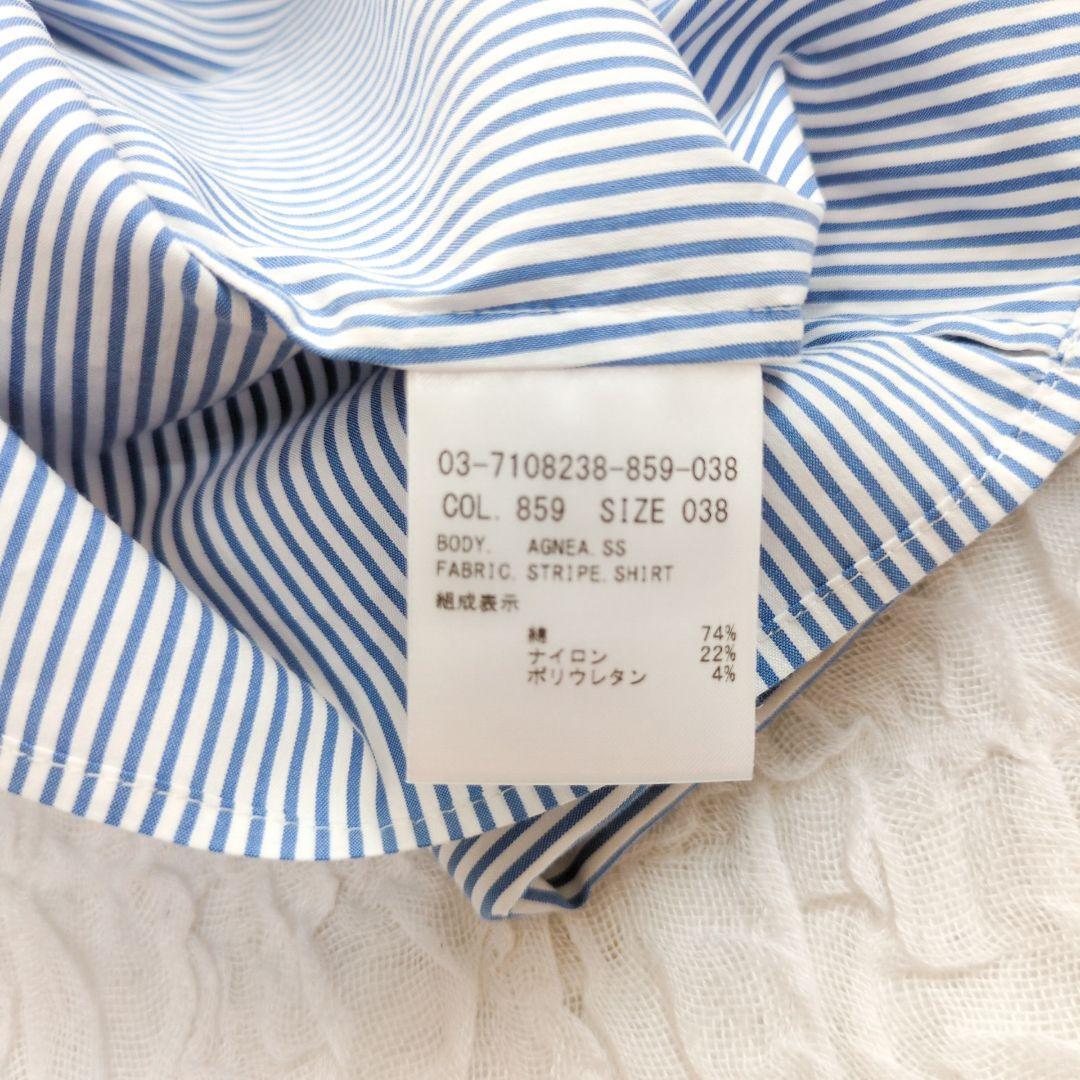 03-7108238-859-038
COL. 859 SIZE 038
BODY. AGNEA.SS
FABRIC. STRIPE.SHIRT
組成表示
綿 74%
ナイロン 22%
ポリウレタン 4%